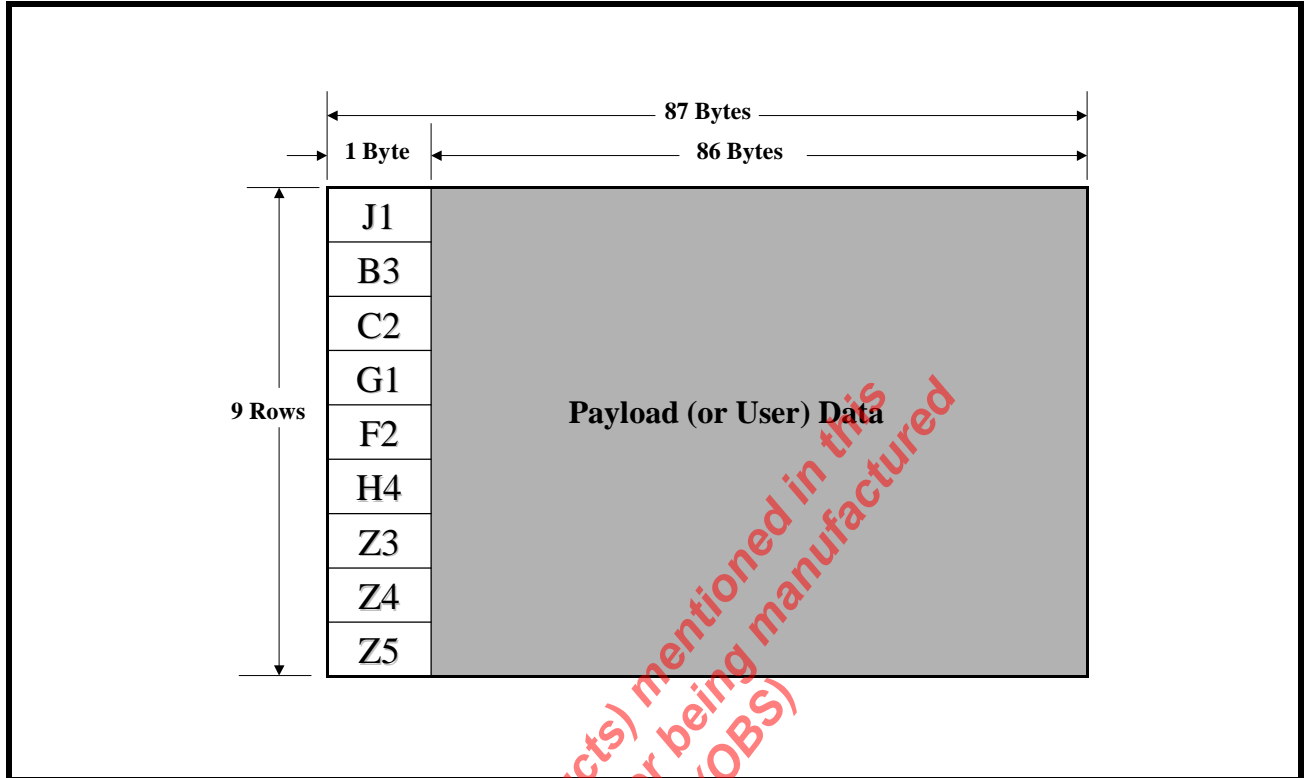 87 Bytes
1 Byte
86 Bytes
J1
B3
C2
G1
F2
H4
Z3
Z4
Z5
9 Rows
Payload (or User) Data
cts) mentioned in this
r being manufactured
(OBS)